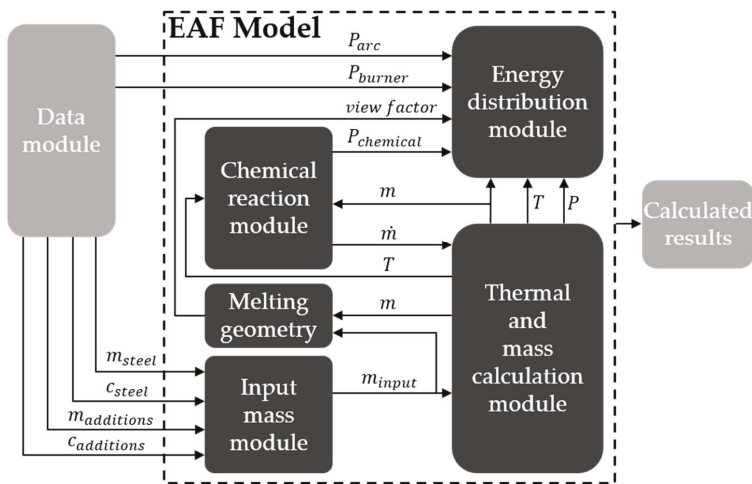 EAF Model
P_arc
P_burner
view factor
P_chemical
Energy
distribution
module
Data
module
Chemical
reaction
module
m
ṁ
T
T
P
Calculated
results
Melting
geometry
m
Thermal
and
mass
calculation
module
m_steel
c_steel
m_additions
c_additions
Input
mass
module
m_input